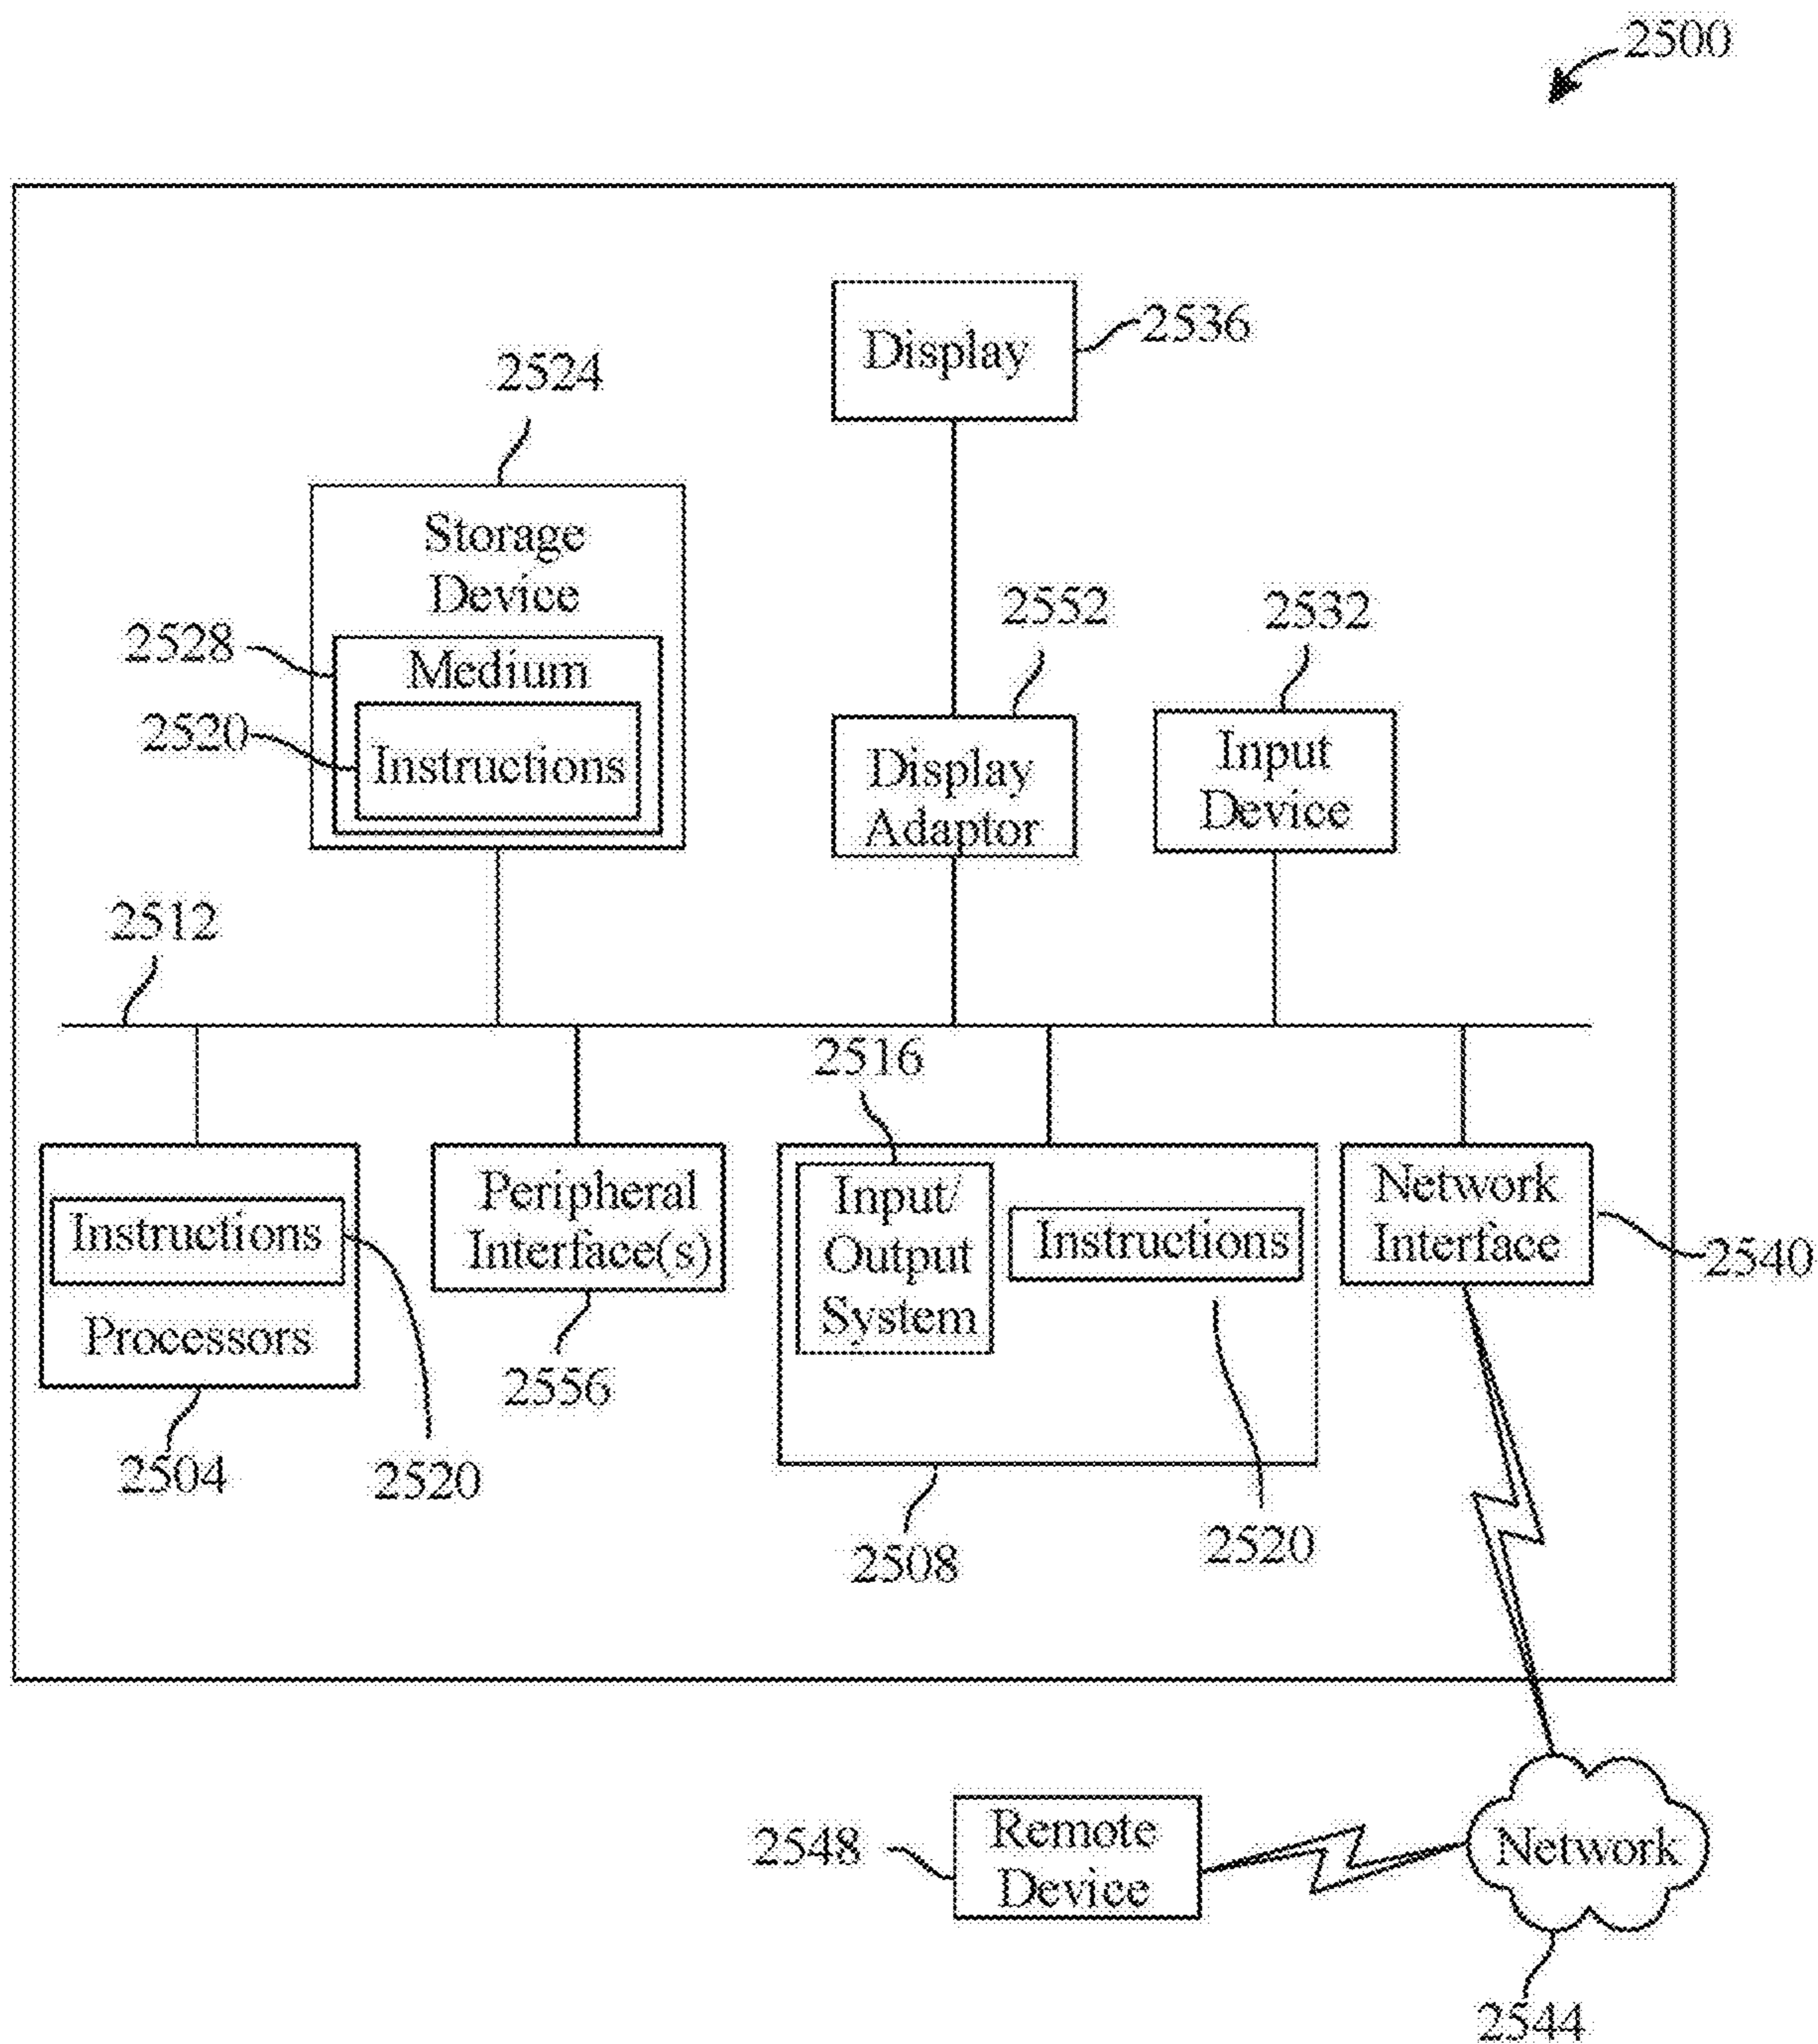 2500
Display
2536
2524
Storage
Device
2528
Medium
2520
Instructions
2552
Display
Adaptor
2532
Input
Device
2512
Instructions
Processors
2504
2520
Peripheral
Interface(s)
2556
2516
Input/
Output
System
Instructions
2508
2520
Network
Interface
2540
2548
Remote
Device
Network
2544